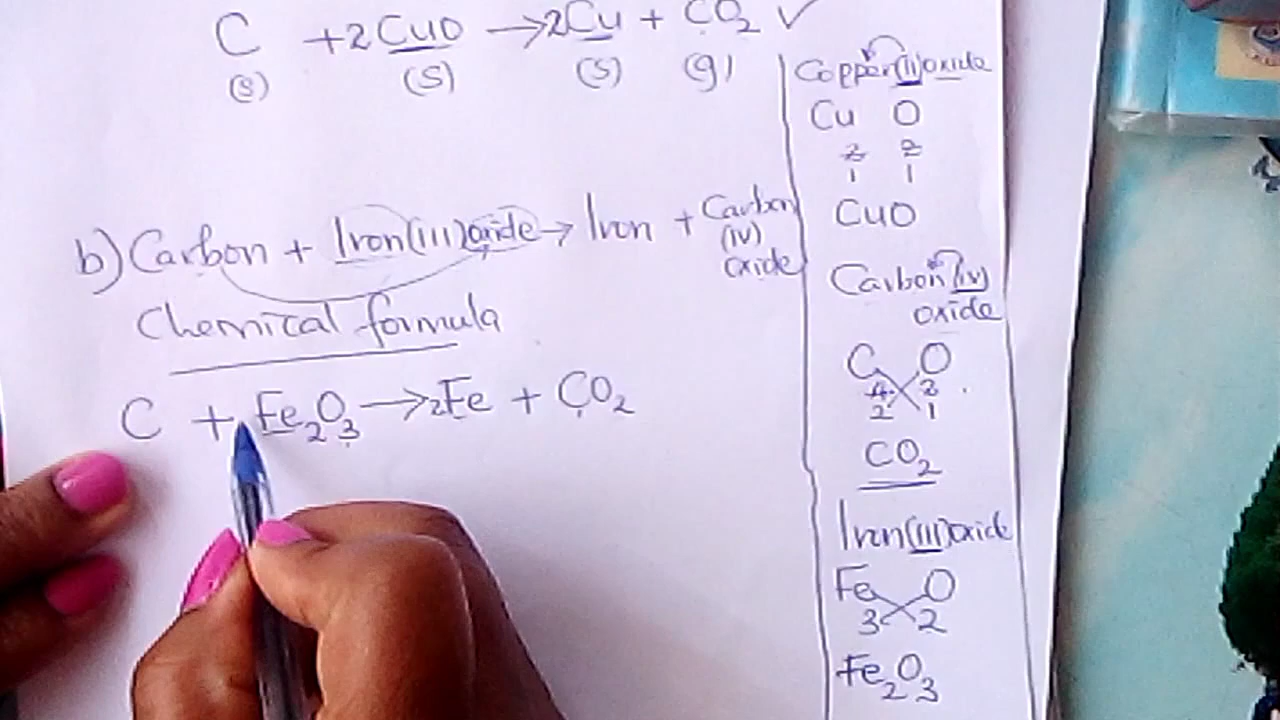 C + 2CuO → 2Cu + CO₂ ✓
(s) (s) (s) (g)
b) Carbon + Iron(III)oxide → Iron + Carbon
(IV)
oxide
Chemical formula
C + Fe₂O₃ → 2Fe + CO₂
Copper(II)oxide
Cu O
2 2
1 1
CuO
Carbon(IV)
oxide
C O
4 2
2 1
CO₂
Iron(III)oxide
Fe O
3 2
Fe₂O₃